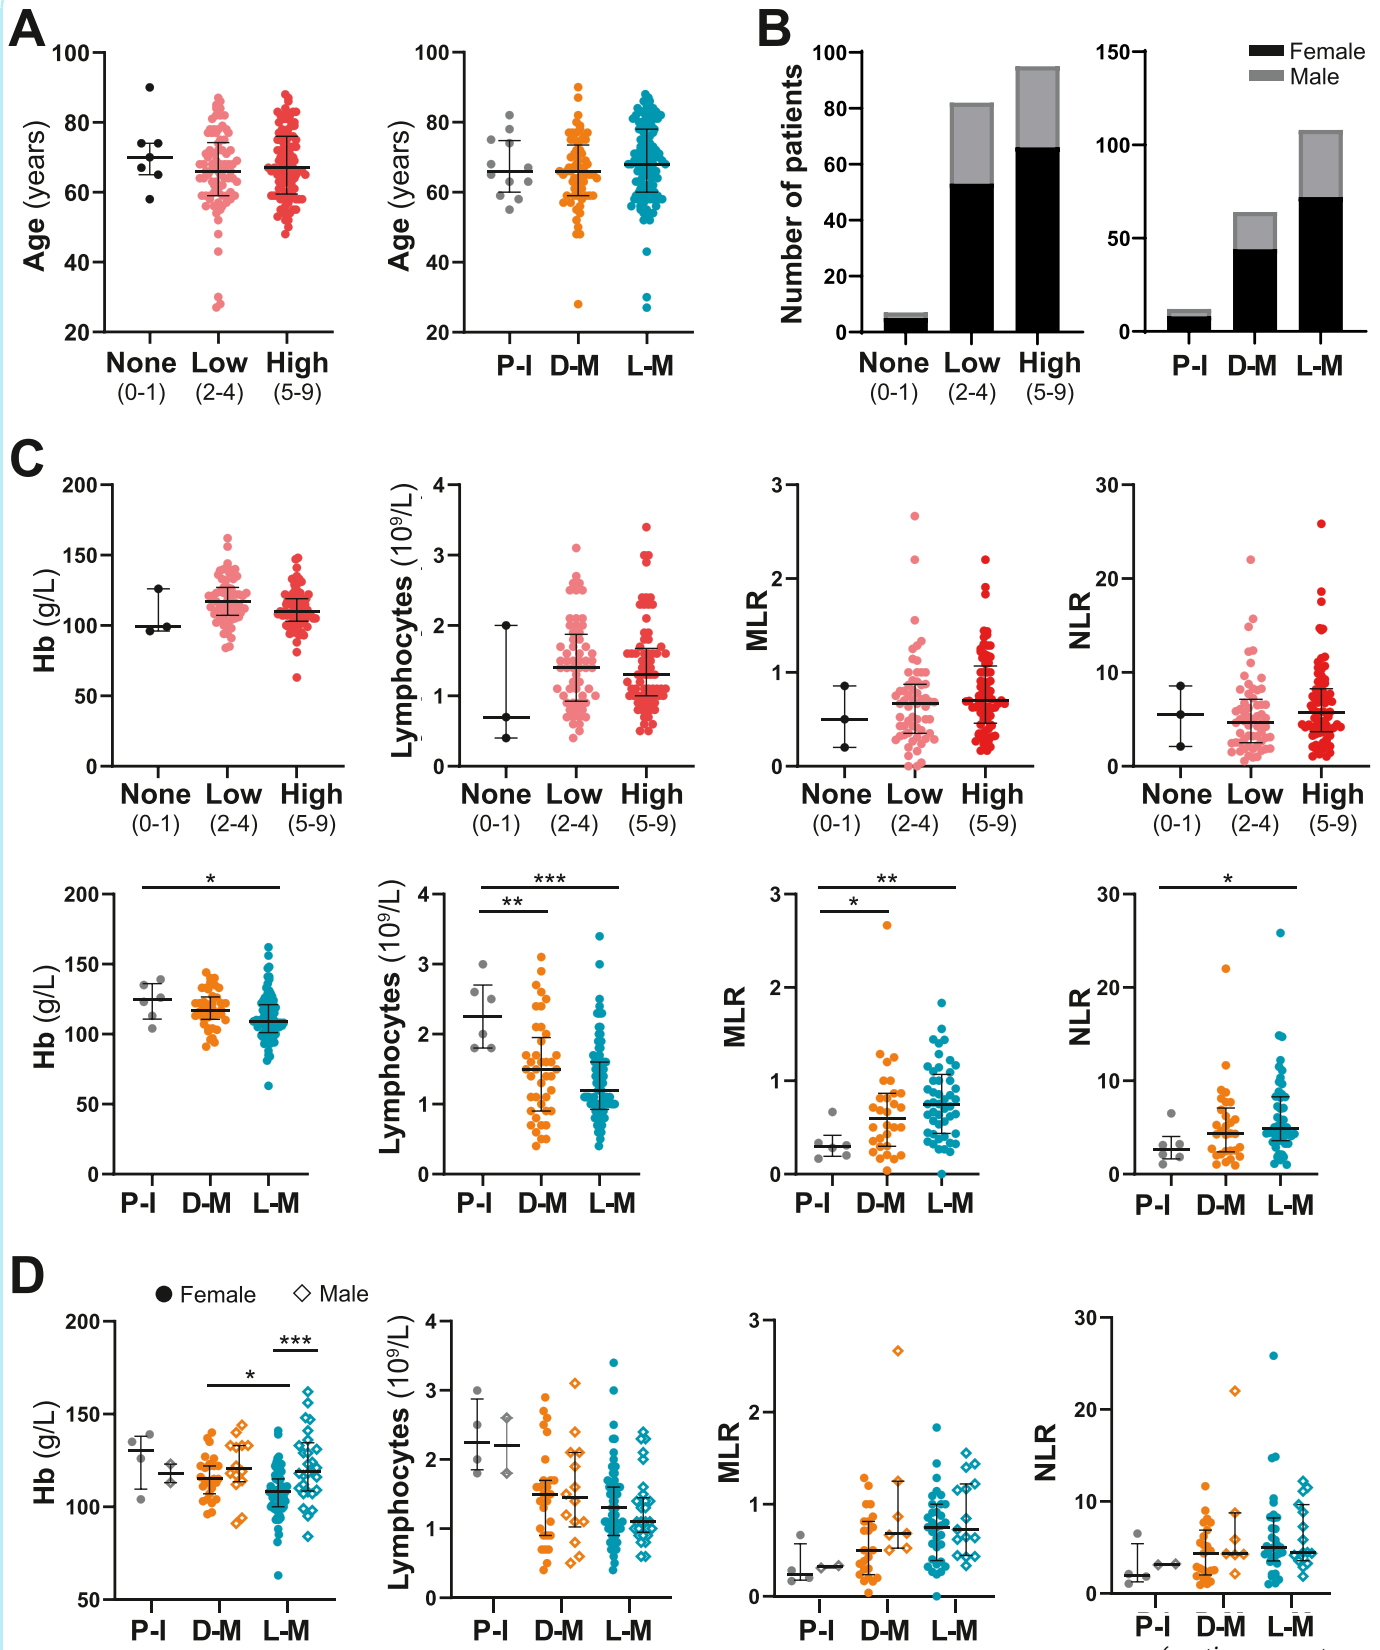 A
B
100
80
60
40
20
Age (years)
None Low High
(0-1) (2-4) (5-9)
100
80
60
40
20
Age (years)
P-I D-M L-M
100
80
60
40
20
0
Number of patients
None Low High
(0-1) (2-4) (5-9)
150
100
50
0
Female
Male
P-I D-M L-M
C
200
150
100
50
0
Hb (g/L)
None Low High
(0-1) (2-4) (5-9)
4
3
2
1
0
Lymphocytes (10⁹/L)
None Low High
(0-1) (2-4) (5-9)
3
2
1
0
MLR
None Low High
(0-1) (2-4) (5-9)
30
20
10
0
NLR
None Low High
(0-1) (2-4) (5-9)
*
200
150
100
50
0
Hb (g/L)
P-I D-M L-M
***
**
4
3
2
1
0
Lymphocytes (10⁹/L)
P-I D-M L-M
**
*
3
2
1
0
MLR
P-I D-M L-M
*
30
20
10
0
NLR
P-I D-M L-M
D
Female Male
***
*
200
150
100
50
Hb (g/L)
P-I D-M L-M
4
3
2
1
0
Lymphocytes (10⁹/L)
P-I D-M L-M
3
2
1
0
MLR
P-I D-M L-M
30
20
10
0
NLR
P-I D-M L-M